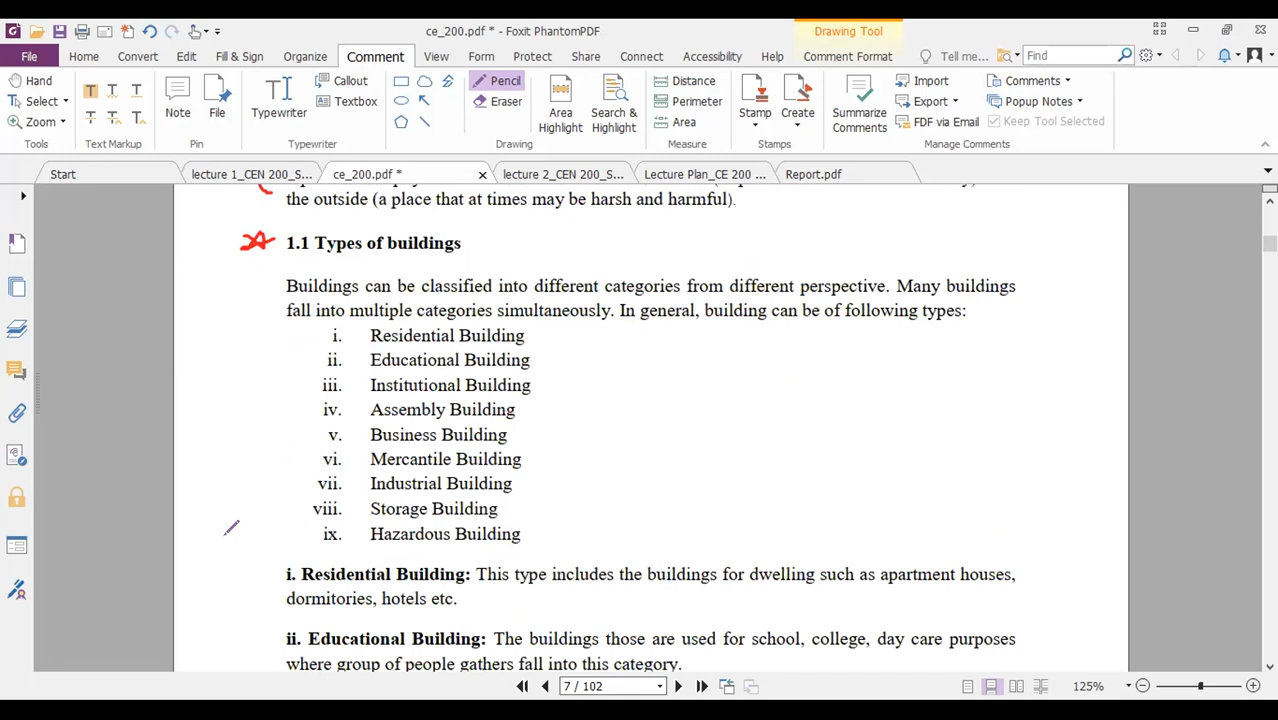 ce_200.pdf * - Foxit PhantomPDF
Drawing Tool
File Home Convert Edit Fill & Sign Organize Comment View Form Protect Share Connect Accessibility Help Comment Format Tell me... Find
Hand
Select
Zoom
Tools
Text Markup
Note
File
Pin
Typewriter
Callout
Textbox
Typewriter
Pencil
Eraser
Area Highlight
Search & Highlight
Drawing
Distance
Perimeter
Area
Measure
Stamp
Create
Stamps
Summarize Comments
Import
Export
FDF via Email
Comments
Popup Notes
Keep Tool Selected
Manage Comments
Start lecture 1_CEN 200_S... ce_200.pdf * lecture 2_CEN 200_S... Lecture Plan_CE 200 ... Report.pdf
the outside (a place that at times may be harsh and harmful).
1.1 Types of buildings
Buildings can be classified into different categories from different perspective. Many buildings
fall into multiple categories simultaneously. In general, building can be of following types:
i. Residential Building
ii. Educational Building
iii. Institutional Building
iv. Assembly Building
v. Business Building
vi. Mercantile Building
vii. Industrial Building
viii. Storage Building
ix. Hazardous Building
i. Residential Building: This type includes the buildings for dwelling such as apartment houses,
dormitories, hotels etc.
ii. Educational Building: The buildings those are used for school, college, day care purposes
where group of people gathers fall into this category.
7 / 102
125%